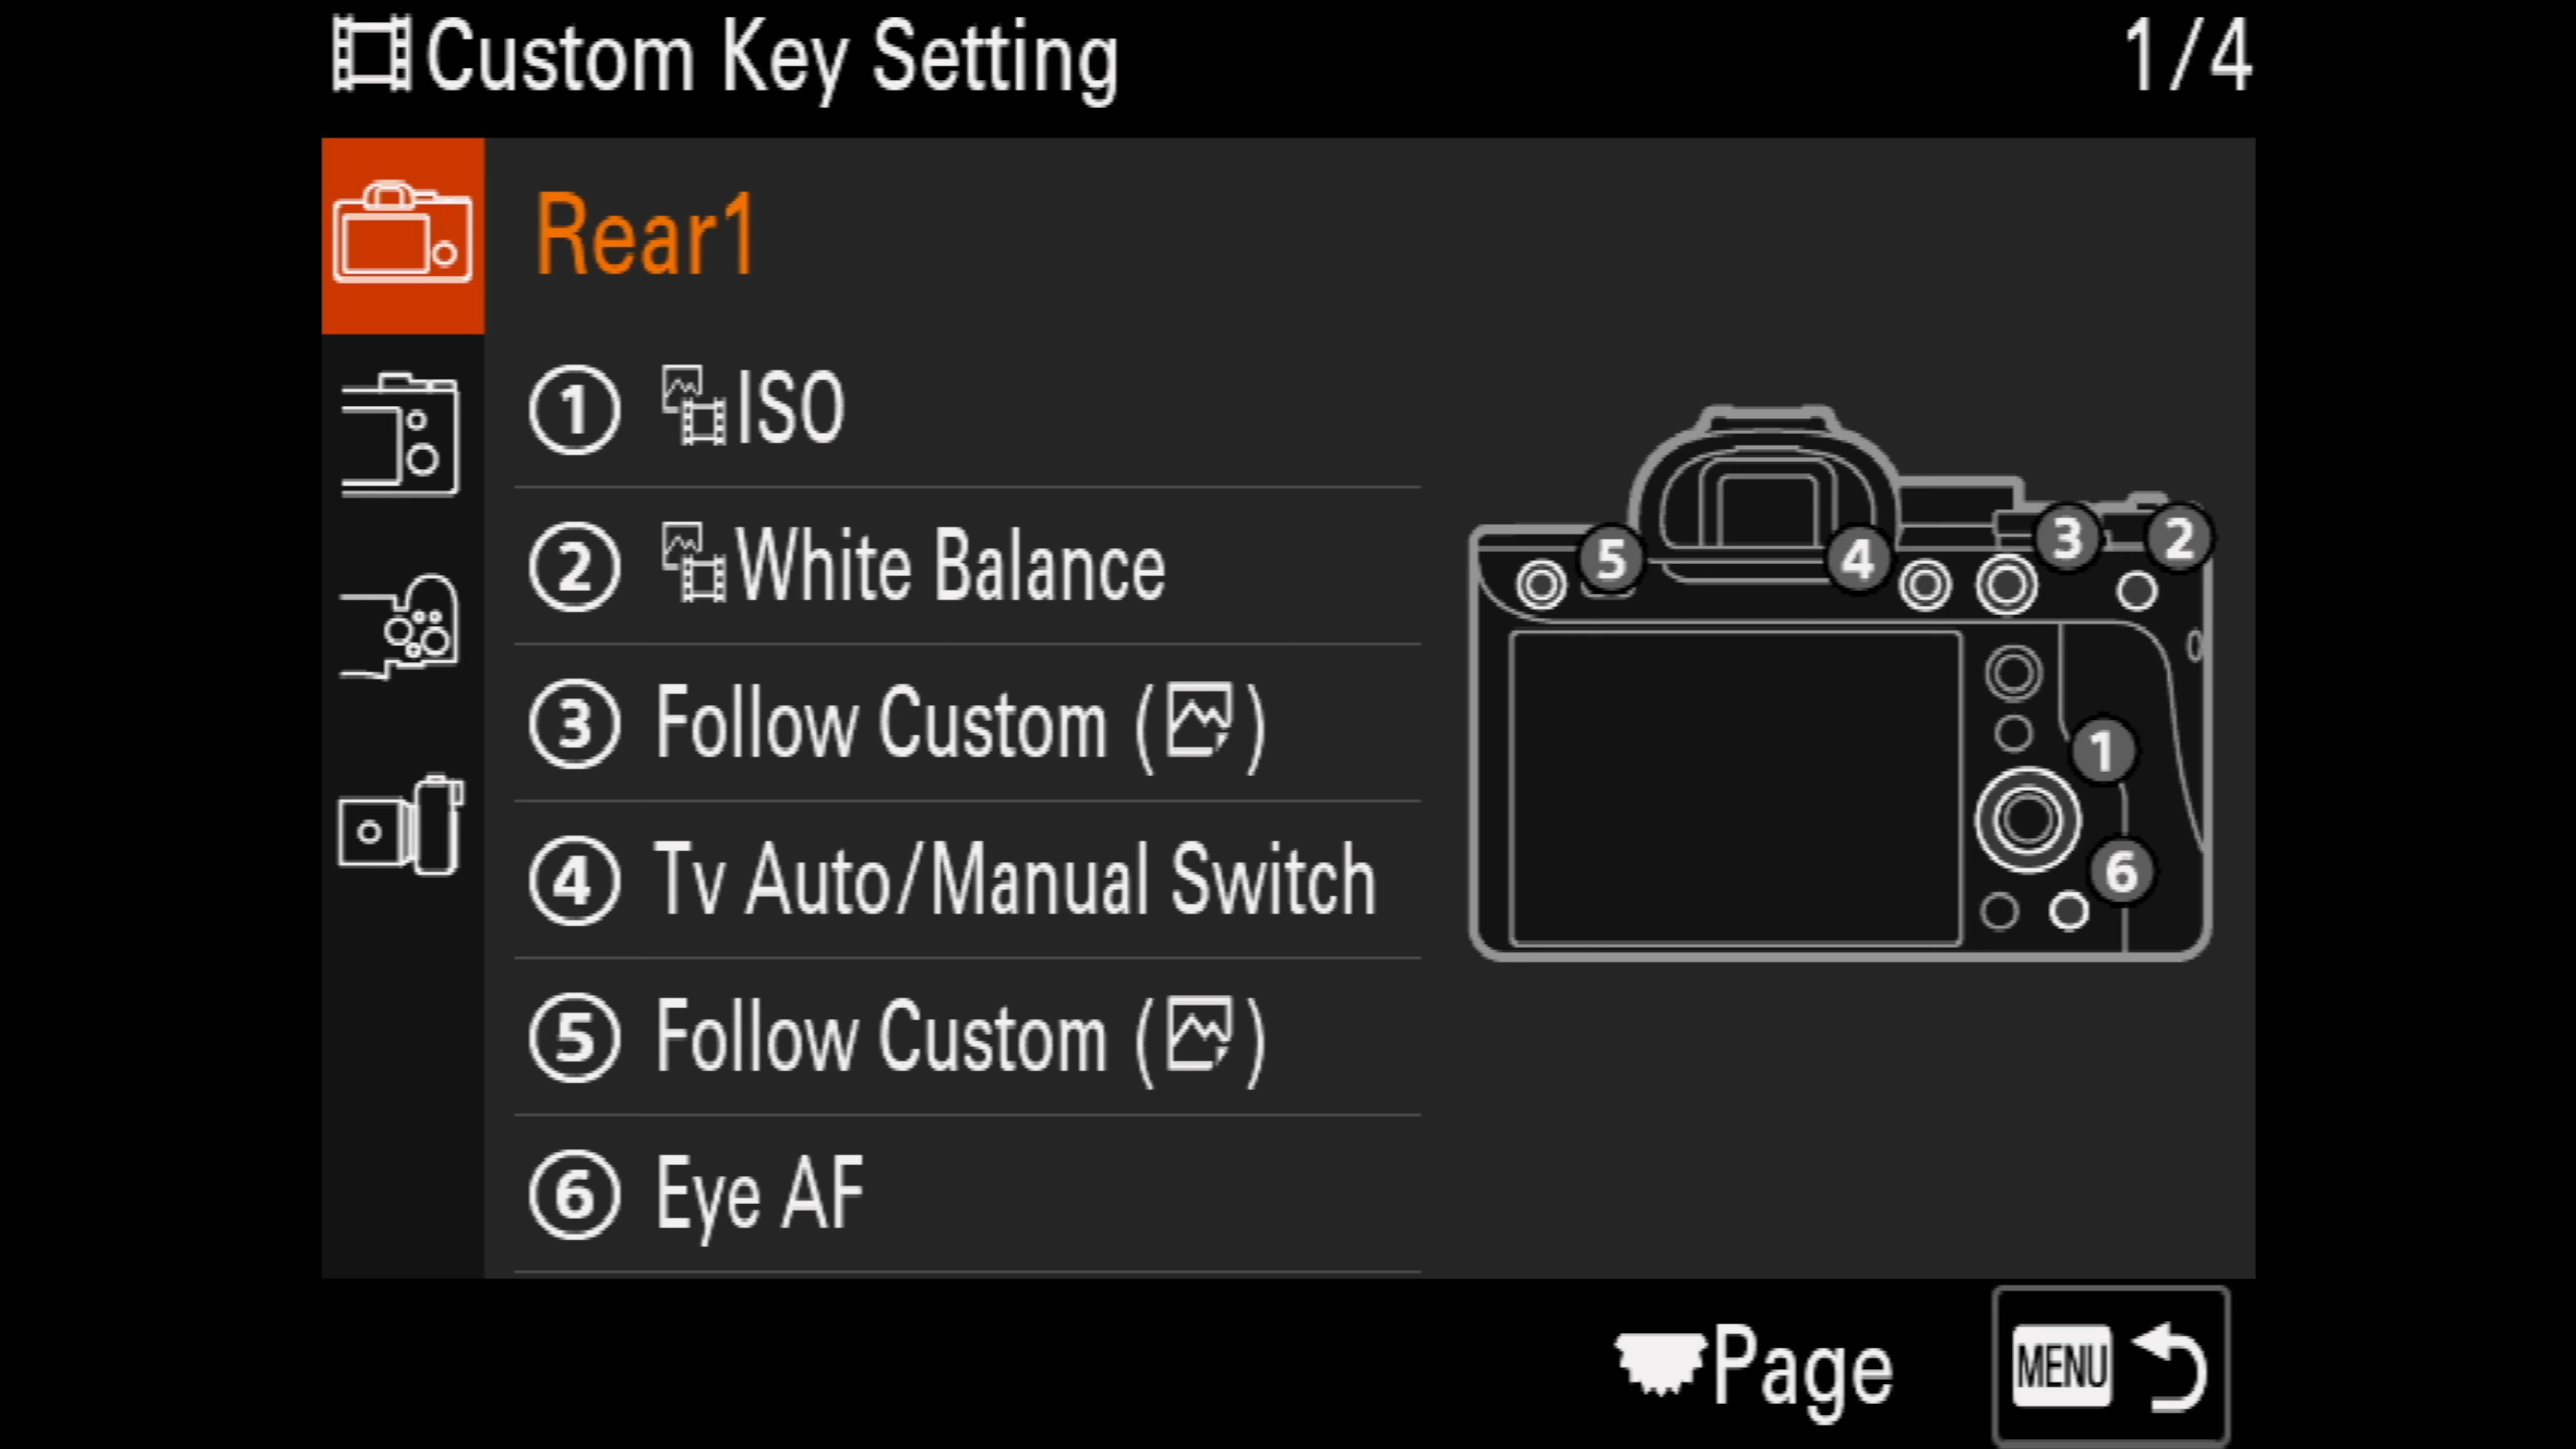 Custom Key Setting
1/4
Rear1
① ISO
② White Balance
③ Follow Custom ( )
④ Tv Auto/Manual Switch
⑤ Follow Custom ( )
⑥ Eye AF
5
4
3
2
1
6
Page
MENU